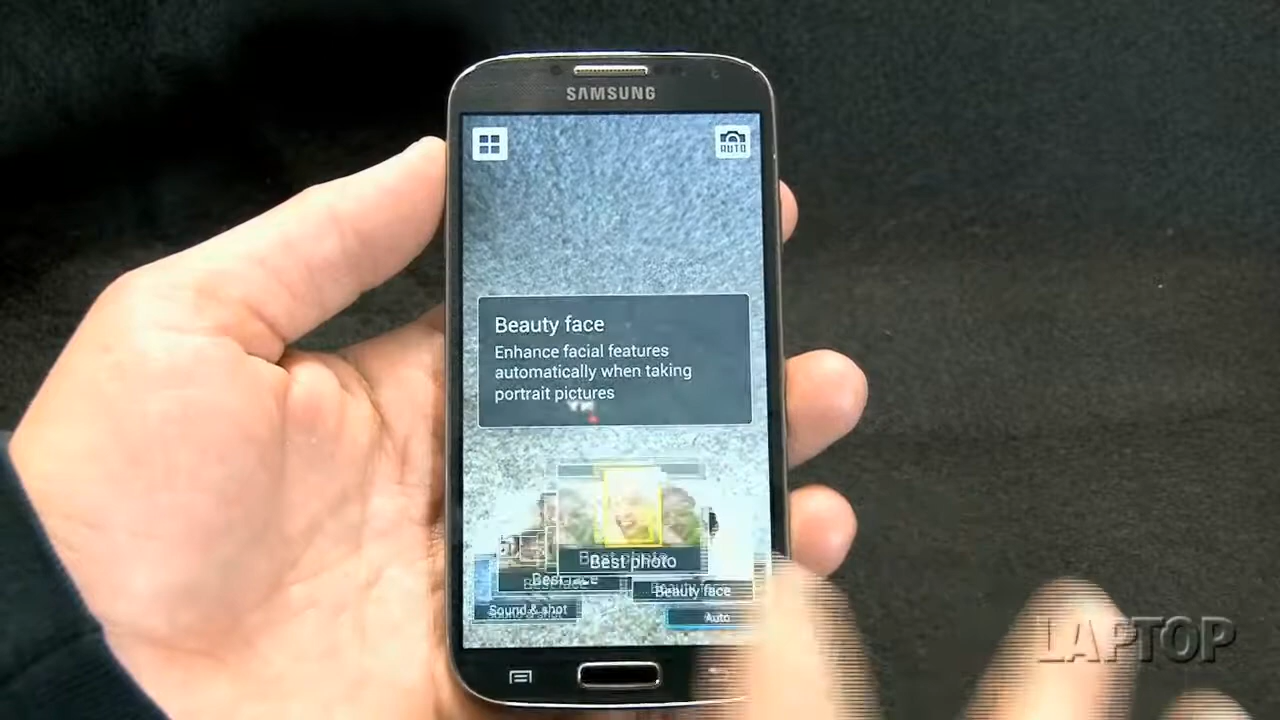 SAMSUNG
AUTO
Beauty face
Enhance facial features
automatically when taking
portrait pictures
Best photo
Best face
Beauty face
Sound & shot
Auto
LAPTOP